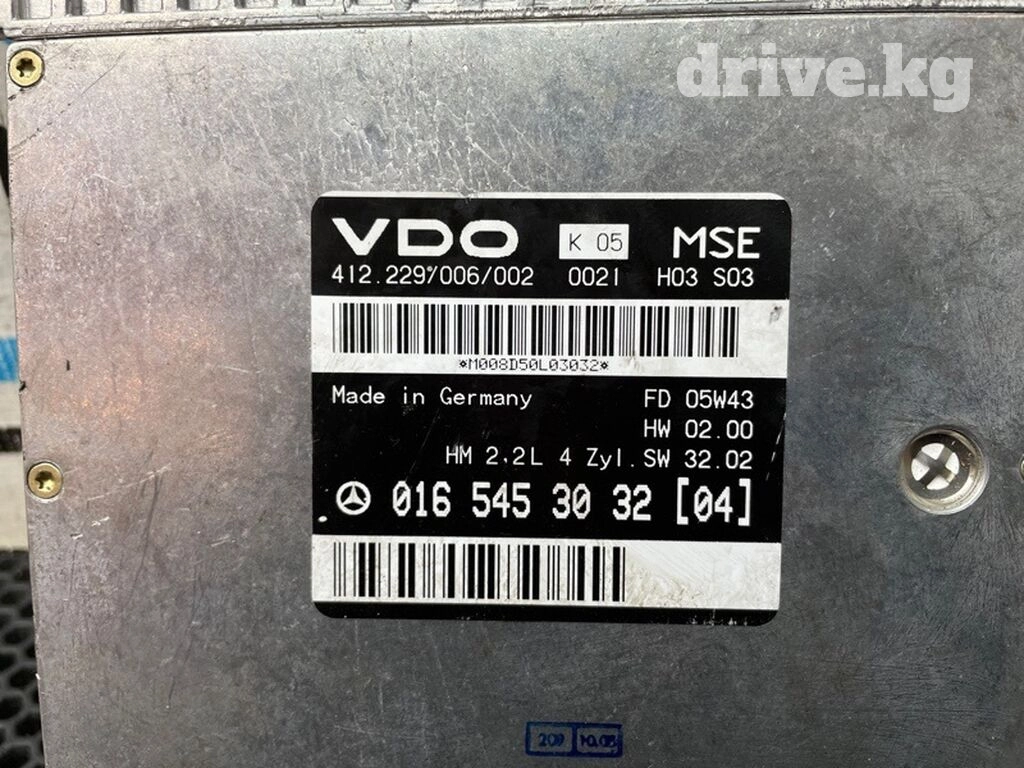 drive.kg
VDO K 05 MSE
412.229/006/002 0021 H03 S03
*M008D50L03032*
Made in Germany FD 05W43
HW 02.00
HM 2,2L 4 Zyl. SW 32.02
016 545 30 32 [04]
209